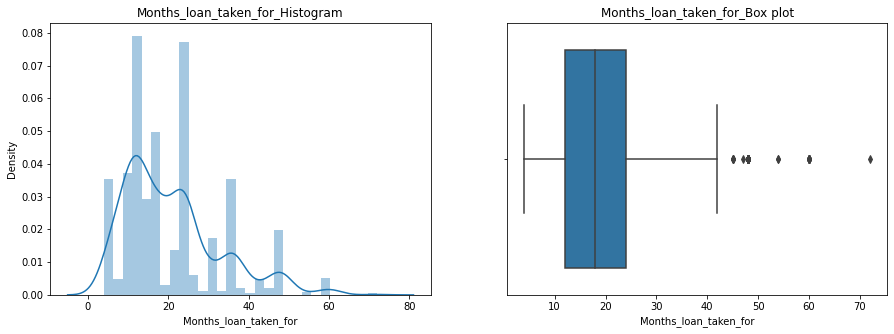 Months_loan_taken_for_Histogram
0.08
0.07
0.06
0.05
0.04
0.03
0.02
0.01
0.00
Density
0 20 40 60 80
Months_loan_taken_for
Months_loan_taken_for_Box plot
10 20 30 40 50 60 70
Months_loan_taken_for